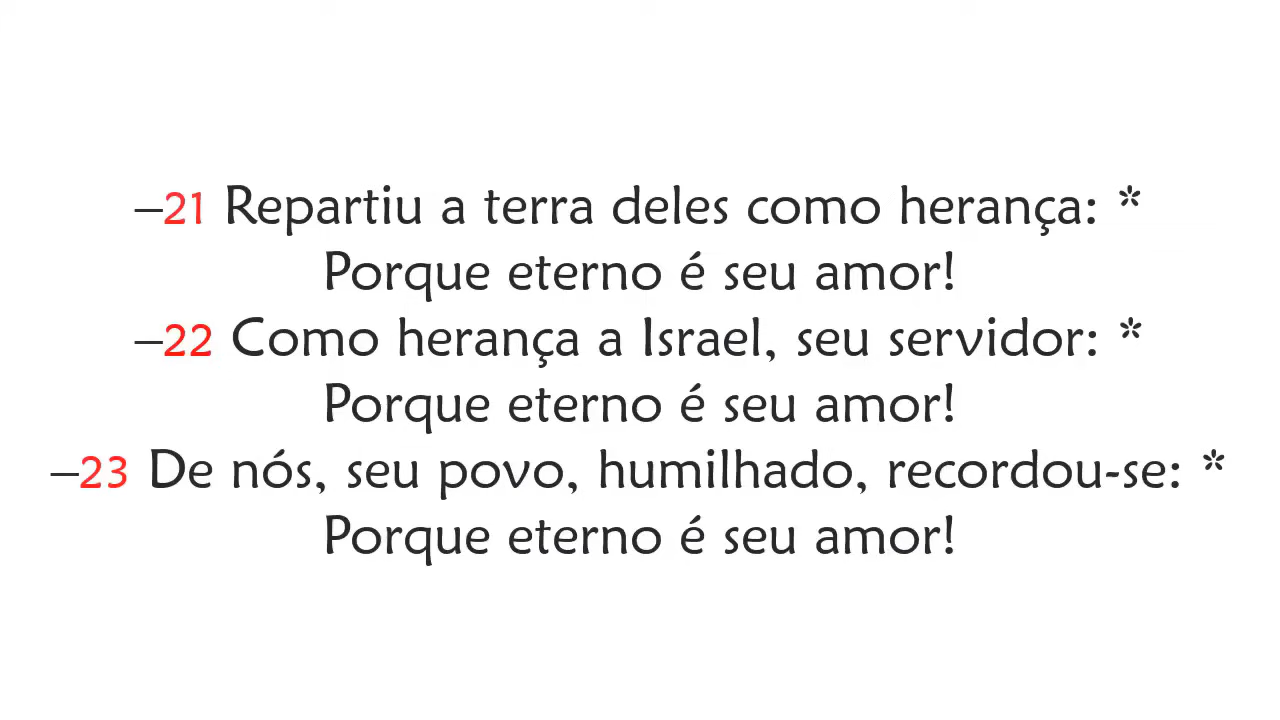 –21 Repartiu a terra deles como herança: *
Porque eterno é seu amor!
–22 Como herança a Israel, seu servidor: *
Porque eterno é seu amor!
–23 De nós, seu povo, humilhado, recordou-se: *
Porque eterno é seu amor!